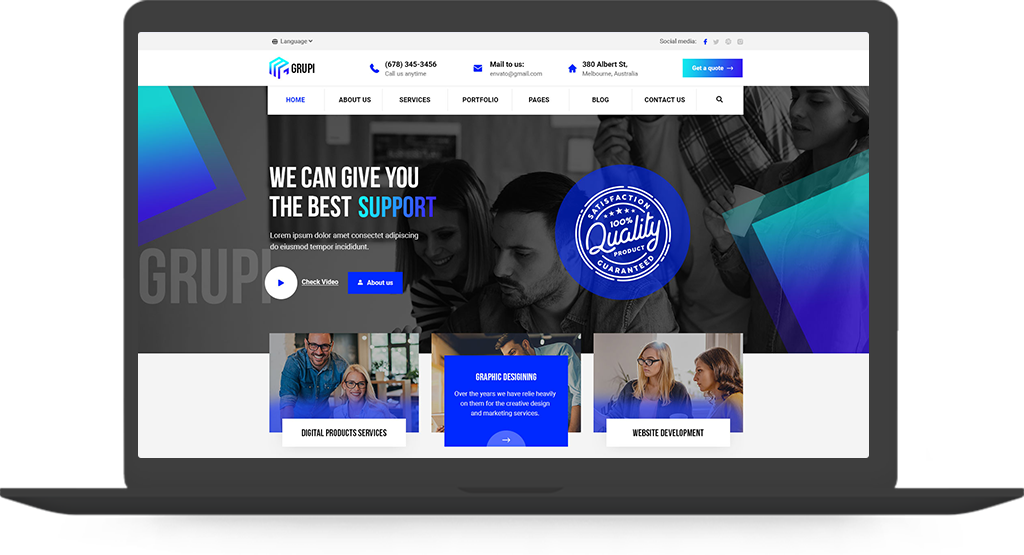 Language
Social media:
GRUPI
(678) 345-3456
Call us anytime
Mail to us:
envato@gmail.com
380 Albert St,
Melbourne, Australia
Get a quote
HOME
ABOUT US
SERVICES
PORTFOLIO
PAGES
BLOG
CONTACT US
WE CAN GIVE YOU
THE BEST SUPPORT
Lorem ipsum dolor amet consectet adipiscing
do eiusmod tempor incididunt.
GRUPI
Check Video
About us
SATISFACTION
100%
Quality
PRODUCT
GUARANTEED
DIGITAL PRODUCTS SERVICES
GRAPHIC DESIGINING
Over the years we have relie heavily
on them for the creative design
and marketing services.
WEBSITE DEVELOPMENT